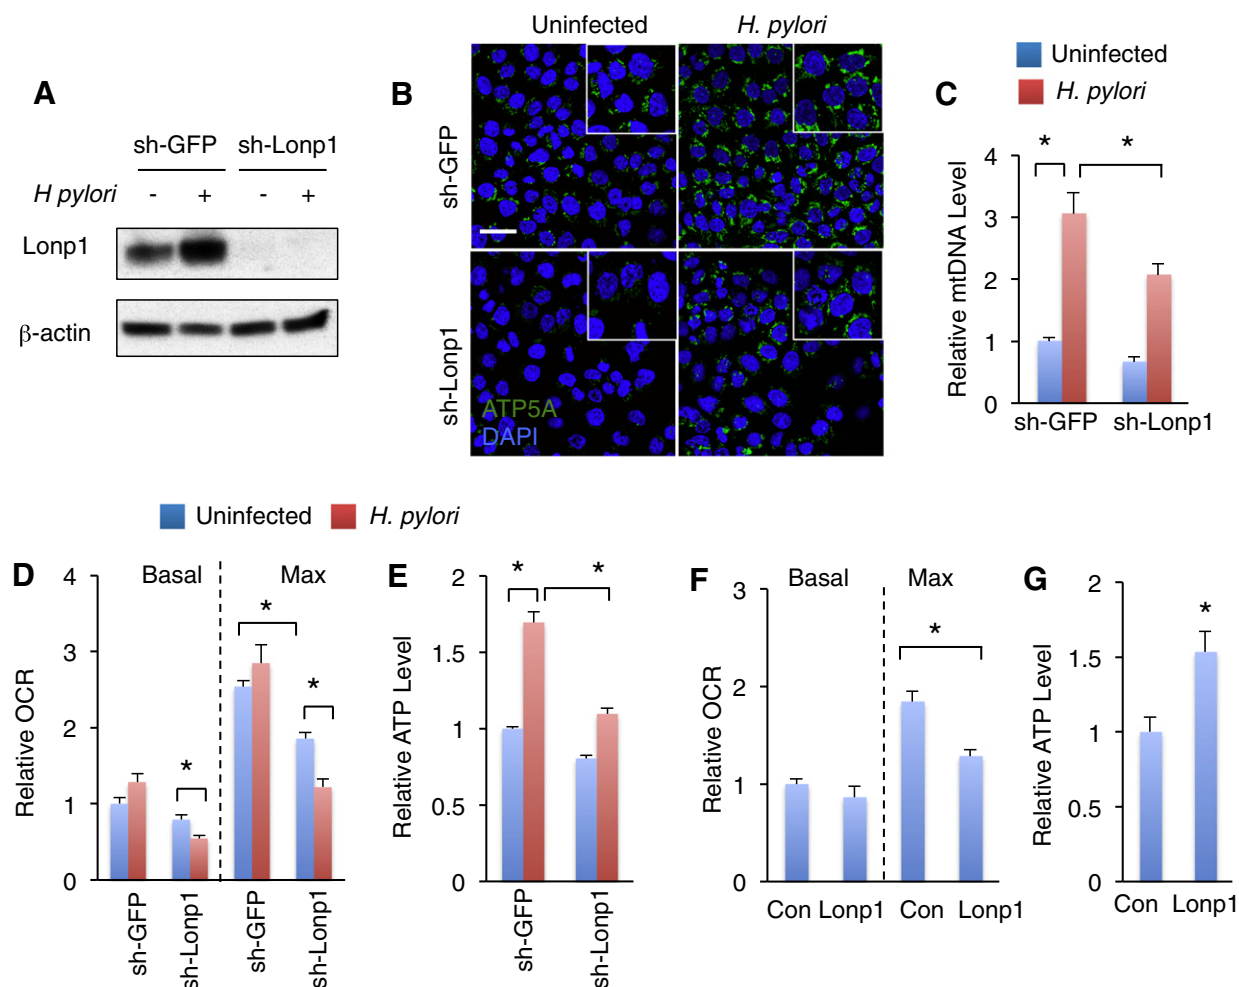 A
sh-GFP sh-Lonp1
H pylori - + - +
Lonp1
β-actin
B
Uninfected H. pylori
sh-GFP
sh-Lonp1
ATP5A
DAPI
C
Uninfected
H. pylori
* *
Relative mtDNA Level
4
3
2
1
0
sh-GFP sh-Lonp1
Uninfected H. pylori
D
Basal Max
Relative OCR
4
3
2
1
0
* * *
sh-GFP
sh-Lonp1
sh-GFP
sh-Lonp1
E
Relative ATP Level
2
1.5
1
0.5
0
* *
sh-GFP
sh-Lonp1
F
Basal Max
Relative OCR
3
2
1
0
*
Con Lonp1 Con Lonp1
G
Relative ATP Level
2
1.5
1
0.5
0
*
Con Lonp1